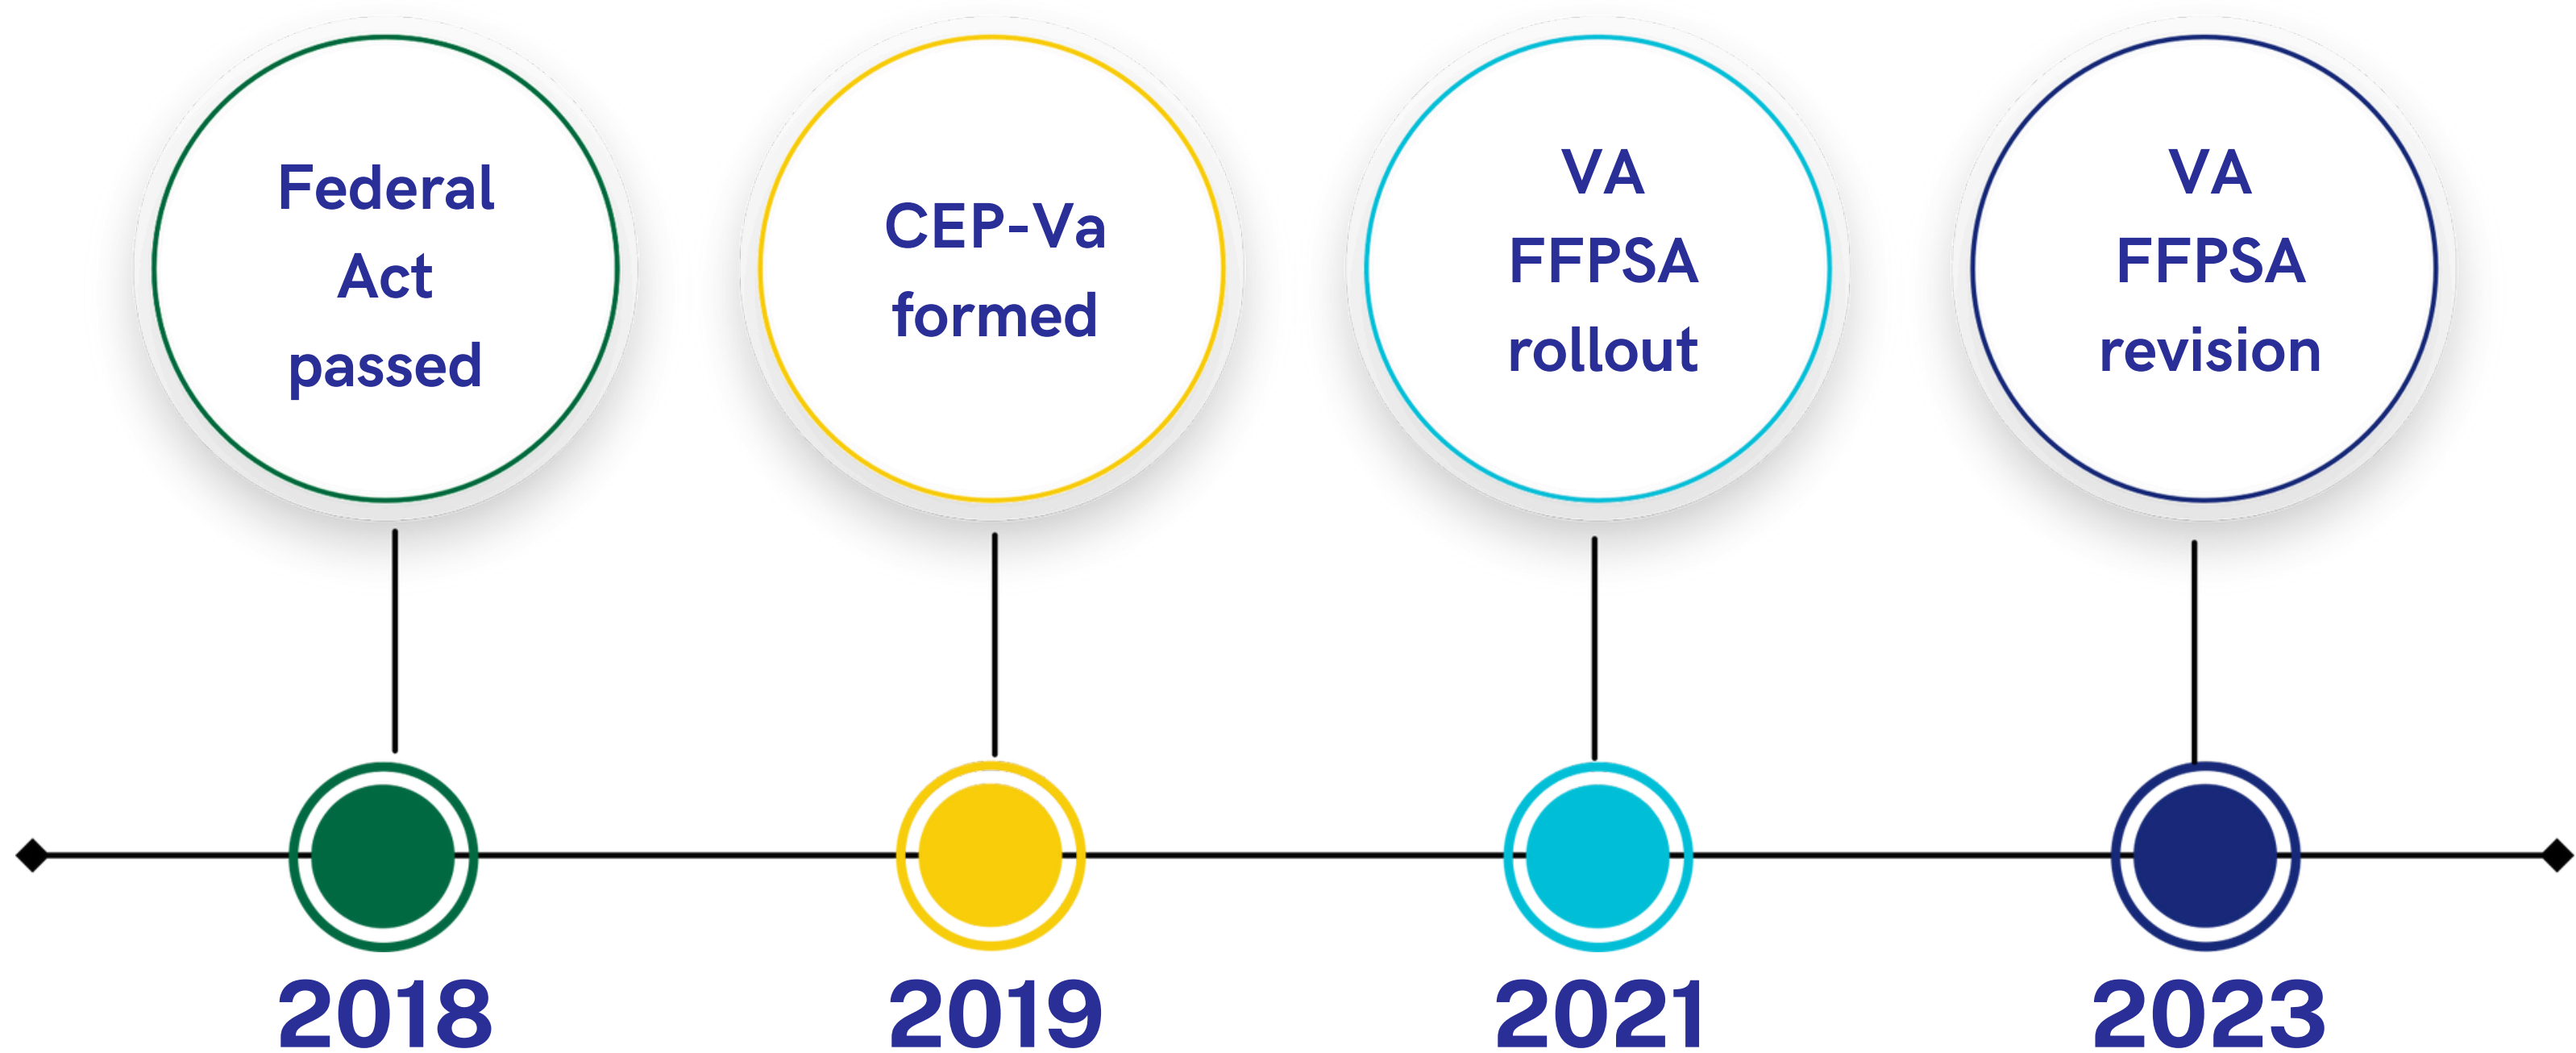 Federal
Act
passed
CEP-Va
formed
VA
FFPSA
rollout
VA
FFPSA
revision
2018
2019
2021
2023